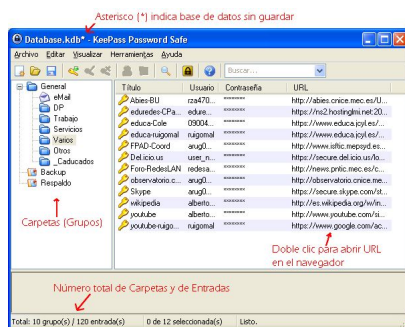 Asterisco (*) indica base de datos sin guardar
Database.kdb* - KeePass Password Safe
Archivo Editar Visualizar Herramientas Ayuda
Buscar...
General
eMail
DP
Trabajo
Servicios
Varios
Otros
_Caducados
Backup
Respaldo
Título Usuario Contraseña URL
Abies-BU rza470... ******** http://abies.cnice.mec.es/U...
eduredes-CPa... edure... ******** https://ns2.hostinglmi.net:20...
educa-Cole 09004... ******** https://www.educa.jcyl.es/...
educa-ruigomal ruigomal ******** https://www.educa.jcyl.es/...
FPAD-Coord arug0... ******** https://www.isftic.mepsyd.es...
Del.icio.us user_n... ******** https://secure.del.icio.us/lo...
Foro-RedesLAN redesa... ******** http://news.pntic.mec.es/c...
observatorio.c... arug0... ******** http://observatorio.cnice.me...
Skype arug0... ******** https://secure.skype.com/st...
wikipedia alberto... ******** http://es.wikipedia.org/w/in...
youtube alberto... ******** http://www.youtube.com/si...
youtube-ruigo... ruigomal ******** https://www.google.com/ac...
Carpetas (Grupos)
Doble clic para abrir URL
en el navegador
Número total de Carpetas y de Entradas
Total: 10 grupo(s) / 120 entrada(s) 0 de 12 seleccionada(s) Listo.